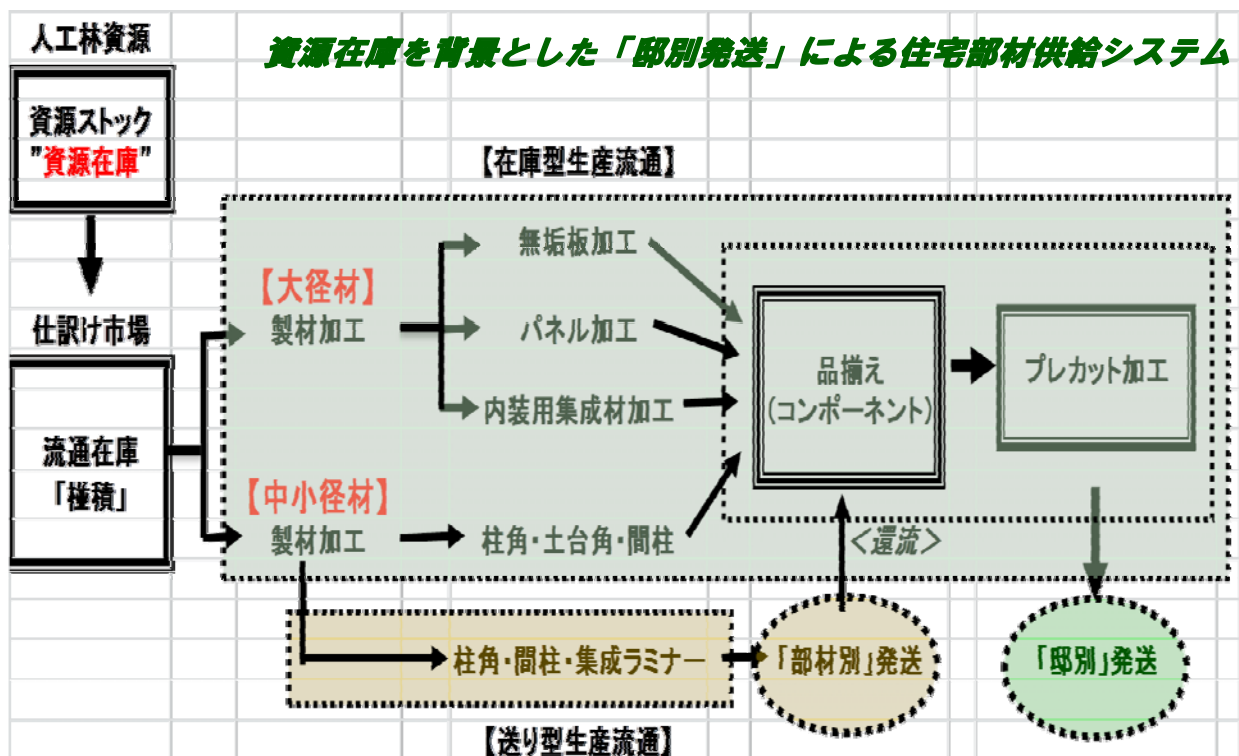 人工林資源
資源在庫を背景とした「邸別発送」による住宅部材供給システム
資源ストック
"資源在庫"
【在庫型生産流通】
無垢板加工
【大径材】
製材加工
仕訳け市場
パネル加工
品揃え
(コンポーネント)
プレカット加工
内装用集成材加工
流通在庫
「椪積」
【中小径材】
製材加工
柱角・土台角・間柱
<還流>
柱角・間柱・集成ラミナー
「部材別」発送
「邸別」発送
【送り型生産流通】